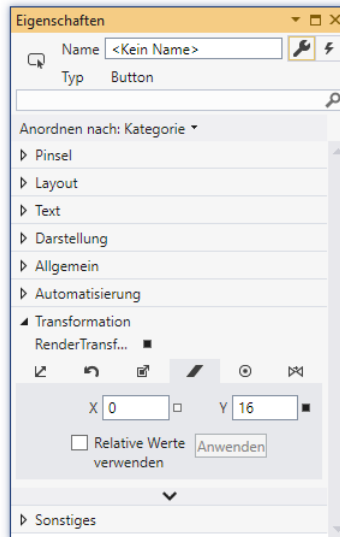 Eigenschaften
Name <Kein Name>
Typ Button
Anordnen nach: Kategorie
Pinsel
Layout
Text
Darstellung
Allgemein
Automatisierung
Transformation
RenderTransf...
X 0 Y 16
Relative Werte verwenden Anwenden
Sonstiges